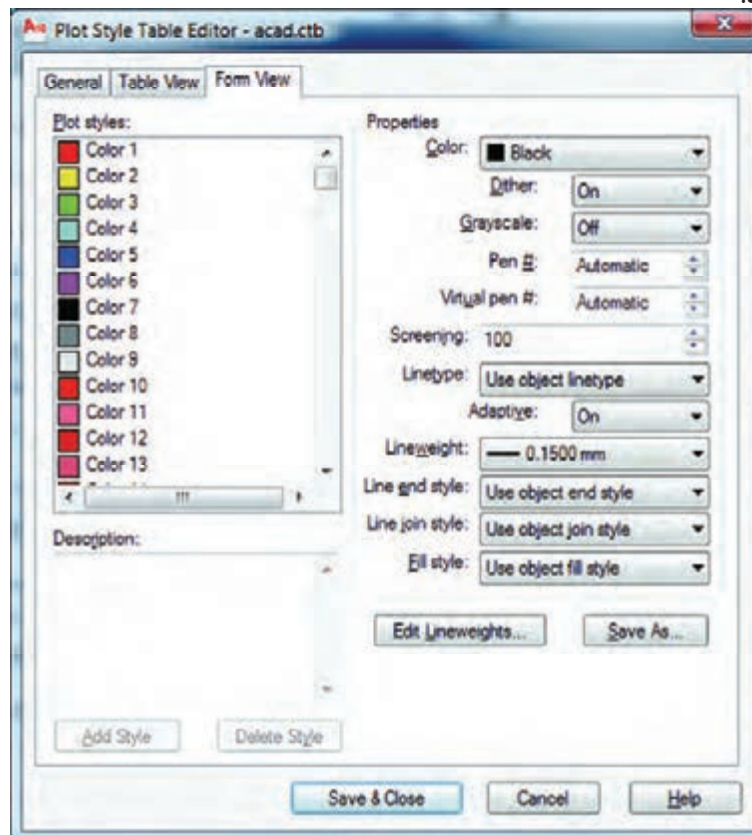 Plot Style Table Editor - acad.ctb
General
Table View
Form View
Plot styles:
Color 1
Color 2
Color 3
Color 4
Color 5
Color 6
Color 7
Color 8
Color 9
Color 10
Color 11
Color 12
Color 13
Description:
Add Style
Delete Style
Properties
Color: Black
Dither: On
Grayscale: Off
Pen #: Automatic
Virtual pen #: Automatic
Screening: 100
Linetype: Use object linetype
Adaptive: On
Lineweight: 0.1500 mm
Line end style: Use object end style
Line join style: Use object join style
Fill style: Use object fill style
Edit Lineweights...
Save As...
Save & Close
Cancel
Help